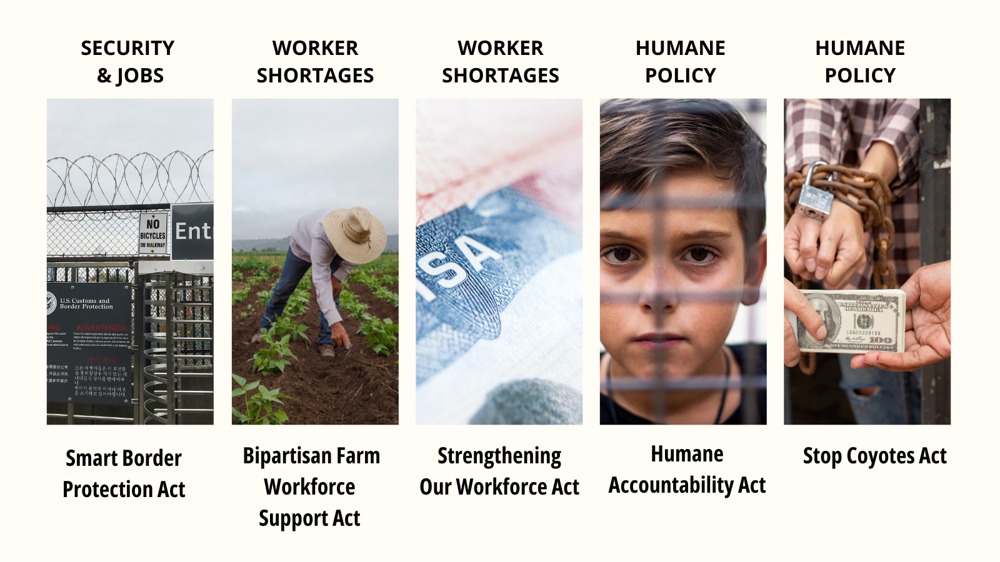 SECURITY
& JOBS
WORKER
SHORTAGES
WORKER
SHORTAGES
HUMANE
POLICY
HUMANE
POLICY
NO
BICYCLES
ON WALKWAY
Ent
U.S. Customs and
Border Protection
ING
ADVERTENCIA
ISA
100
Smart Border
Protection Act
Bipartisan Farm
Workforce
Support Act
Strengthening
Our Workforce Act
Humane
Accountability Act
Stop Coyotes Act